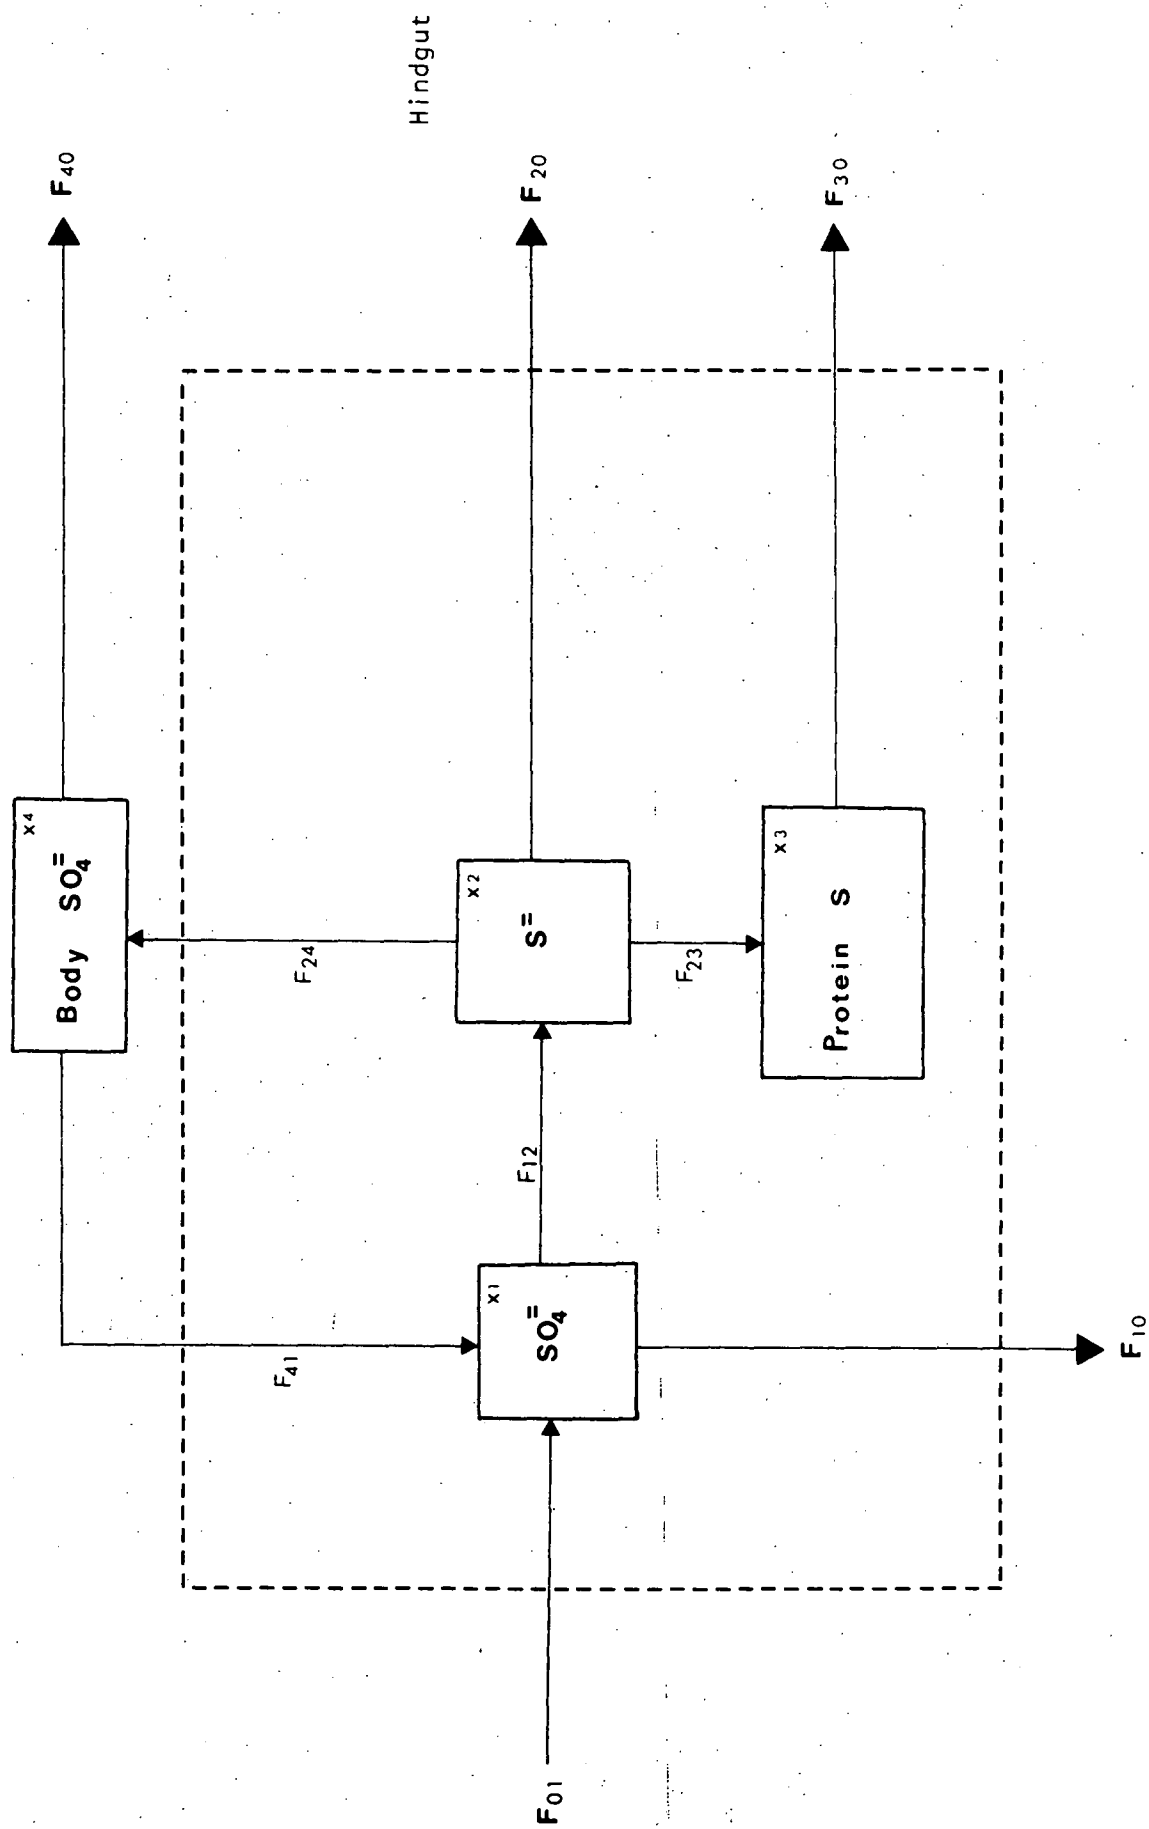 x4
Body SO₄⁼
F₄₀
Hindgut
F₄₁
F₂₄
x1
SO₄⁼
F₁₂
x2
S⁼
F₂₀
F₀₁
F₂₃
x3
Protein S
F₃₀
F₁₀